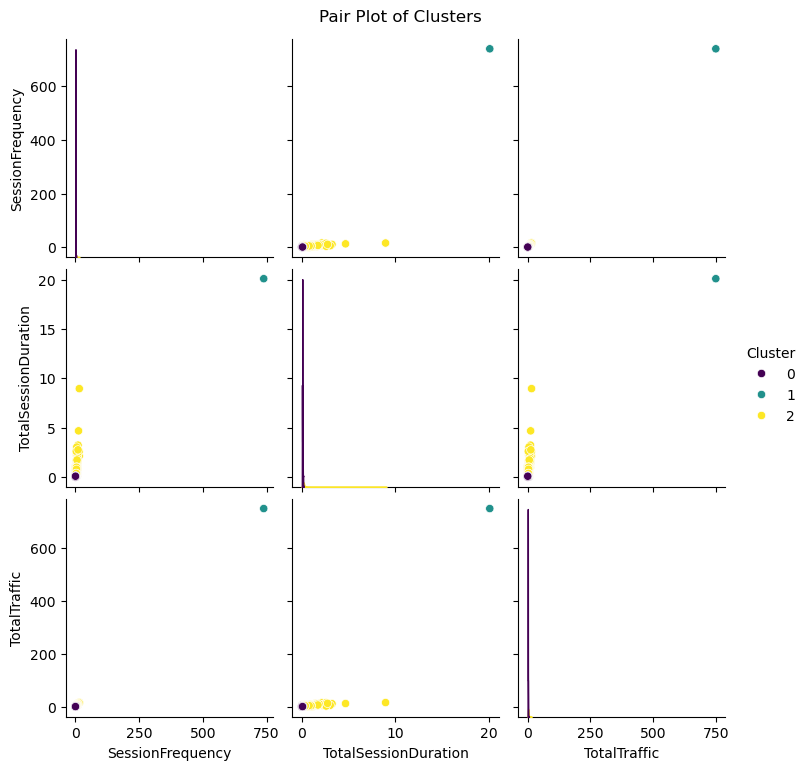 Pair Plot of Clusters
SessionFrequency
600
400
200
0
TotalSessionDuration
20
15
10
5
0
Cluster
0
1
2
TotalTraffic
600
400
200
0
0 250 500 750
0 10 20
0 250 500 750
SessionFrequency
TotalSessionDuration
TotalTraffic